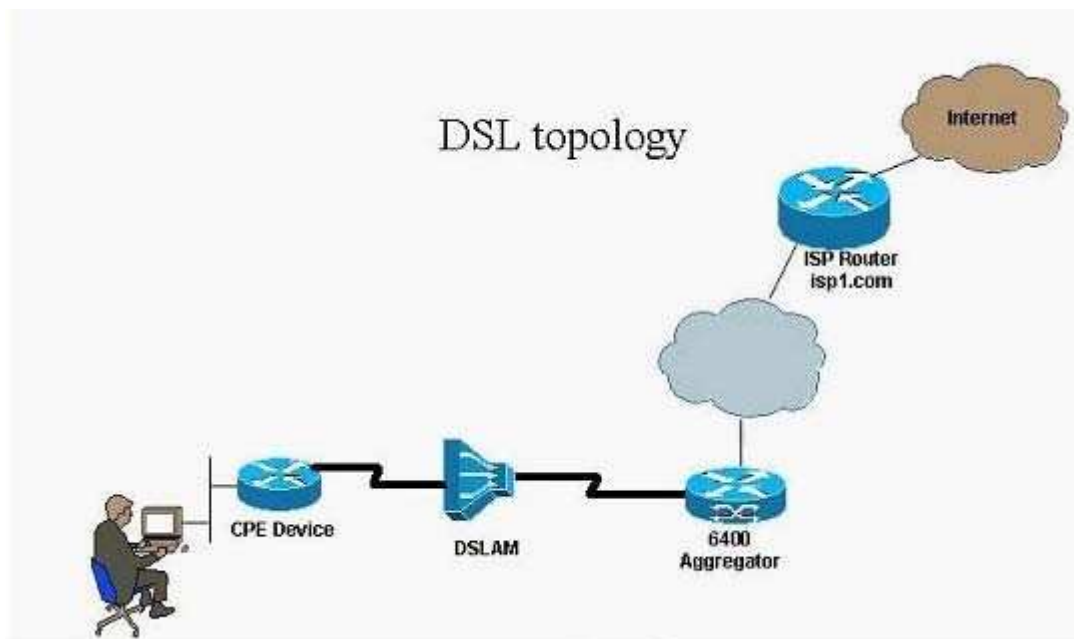 DSL topology
Internet
ISP Router
isp1.com
CPE Device
DSLAM
6400
Aggregator